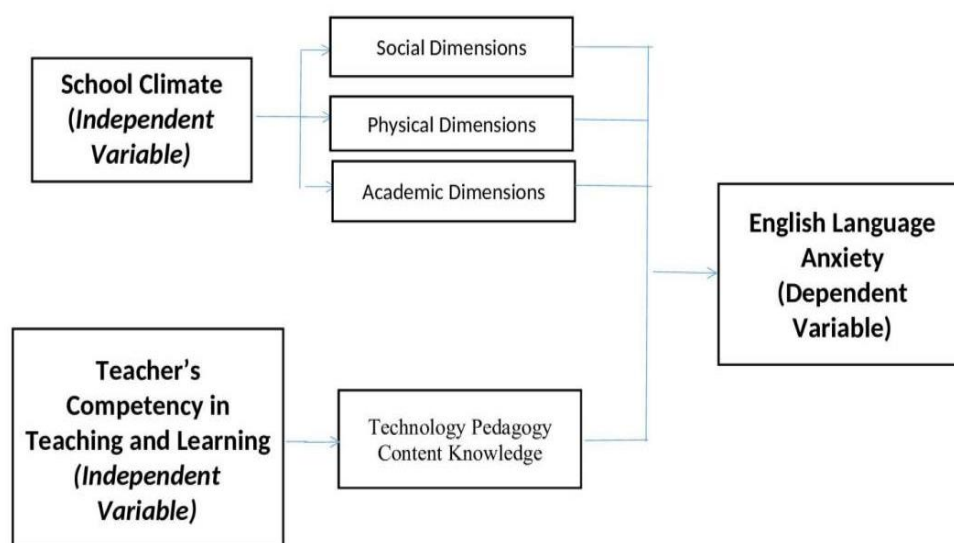 School Climate
(Independent
Variable)
Social Dimensions
Physical Dimensions
Academic Dimensions
Teacher’s
Competency in
Teaching and Learning
(Independent
Variable)
Technology Pedagogy
Content Knowledge
English Language
Anxiety
(Dependent
Variable)